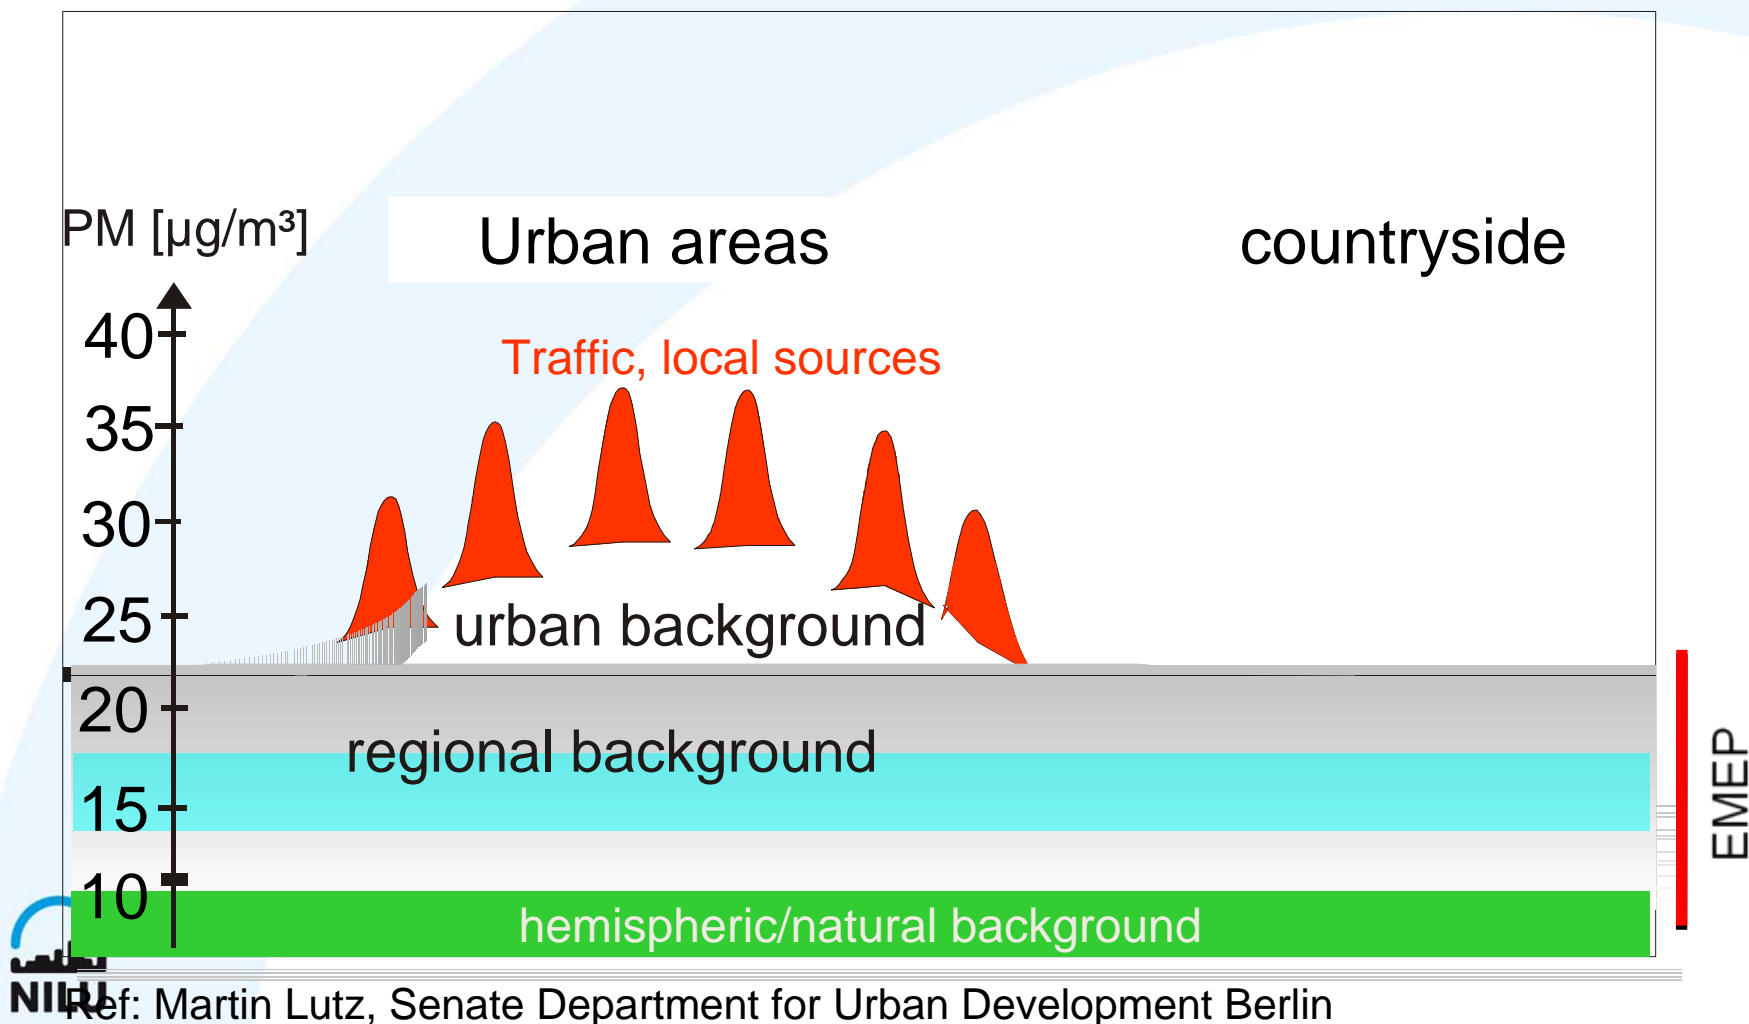 PM [µg/m³]
Urban areas
countryside
40
Traffic, local sources
35
30
25
urban background
20
regional background
15
EMEP
10
hemispheric/natural background
NILU
Ref: Martin Lutz, Senate Department for Urban Development Berlin